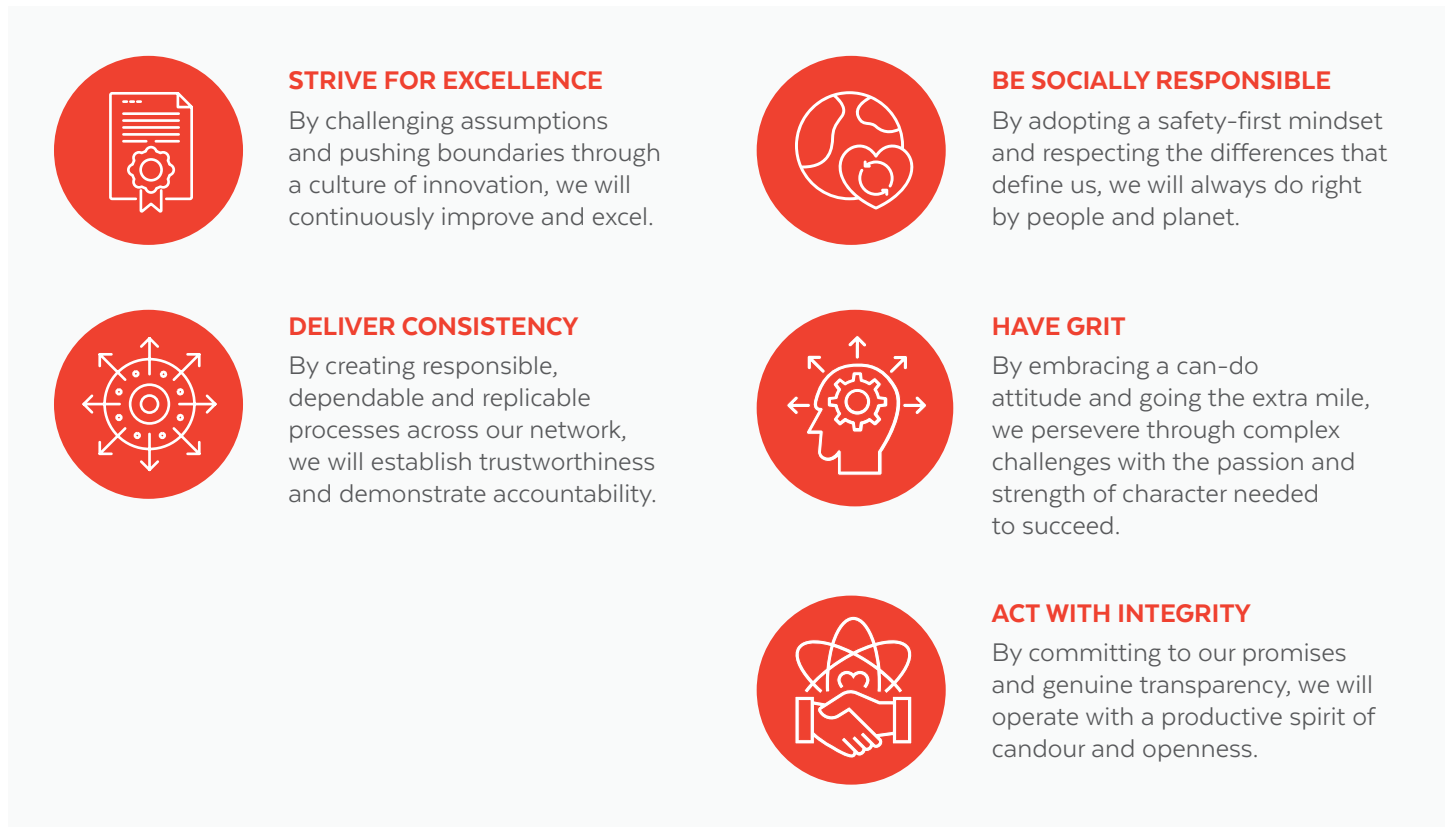 STRIVE FOR EXCELLENCE
By challenging assumptions
and pushing boundaries through
a culture of innovation, we will
continuously improve and excel.
DELIVER CONSISTENCY
By creating responsible,
dependable and replicable
processes across our network,
we will establish trustworthiness
and demonstrate accountability.
BE SOCIALLY RESPONSIBLE
By adopting a safety-first mindset
and respecting the differences that
define us, we will always do right
by people and planet.
HAVE GRIT
By embracing a can-do
attitude and going the extra mile,
we persevere through complex
challenges with the passion and
strength of character needed
to succeed.
ACT WITH INTEGRITY
By committing to our promises
and genuine transparency, we will
operate with a productive spirit of
candour and openness.